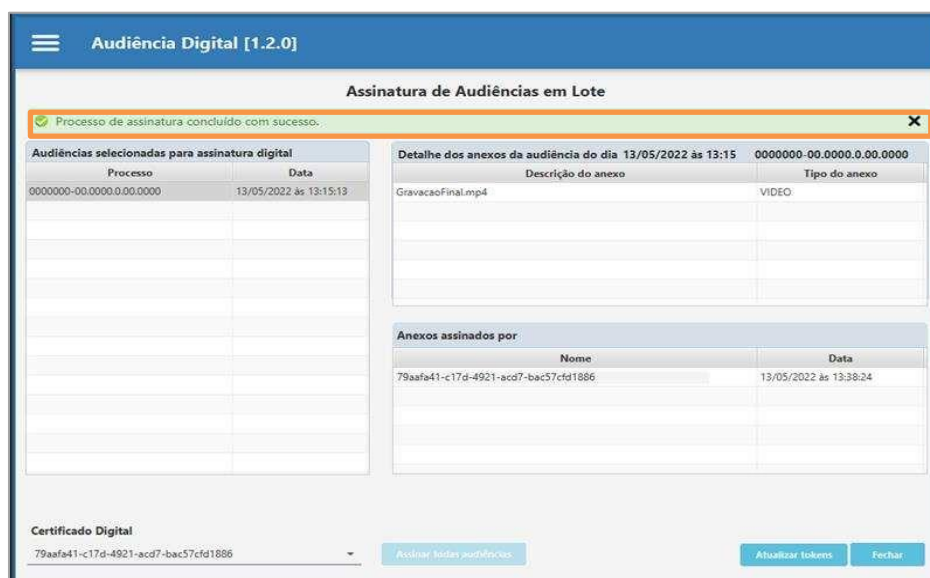 Audiência Digital [1.2.0]
Assinatura de Audiências em Lote
Processo de assinatura concluído com sucesso.
Audiências selecionadas para assinatura digital
Processo Data
0000000-00.0000.0.00.0000 13/05/2022 às 13:15:13
Detalhe dos anexos da audiência do dia 13/05/2022 às 13:15 0000000-00.0000.0.00.0000
Descrição do anexo Tipo do anexo
GravacaoFinal.mp4 VIDEO
Anexos assinados por
Nome Data
79aafa41-c17d-4921-acd7-bac57cfd1886 13/05/2022 às 13:38:24
Certificado Digital
79aafa41-c17d-4921-acd7-bac57cfd1886
Assinar todas audiências
Atualizar tokens
Fechar